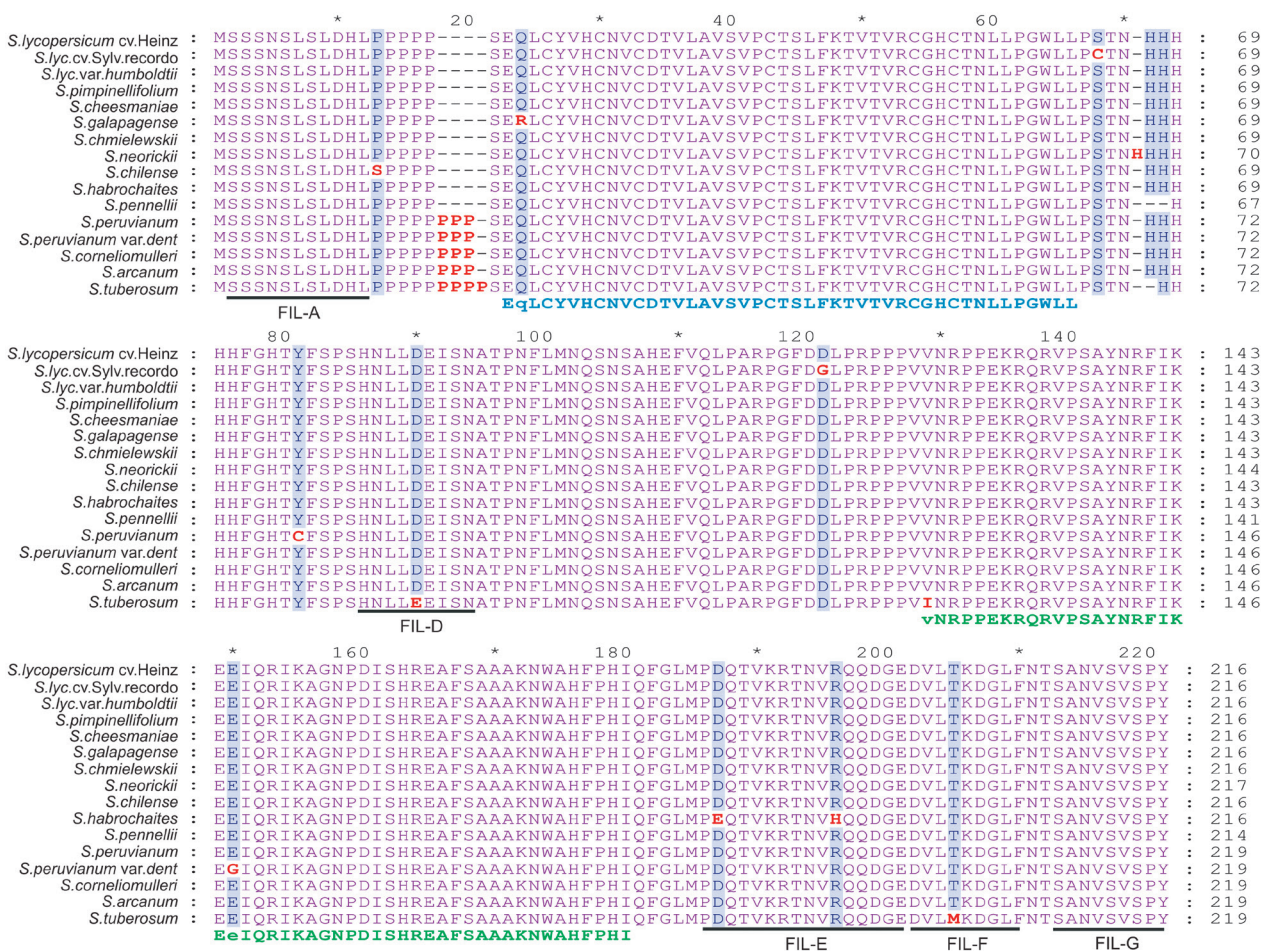 * 20 * 40 * 60 *
S.lycopersicum cv.Heinz : MSSSNSLSLDHLPPPPP----SEQLCYVHCNVCDTVLAVSVPCTSLFKTVTVRCGHCTNLLPGWLLPSTN-HHH : 69
S.lyc.cv.Sylv.recordo : MSSSNSLSLDHLPPPPP----SEQLCYVHCNVCDTVLAVSVPCTSLFKTVTVRCGHCTNLLPGWLLPCTN-HHH : 69
S.lyc.var.humboldtii : MSSSNSLSLDHLPPPPP----SEQLCYVHCNVCDTVLAVSVPCTSLFKTVTVRCGHCTNLLPGWLLPSTN-HHH : 69
S.pimpinellifolium : MSSSNSLSLDHLPPPPP----SEQLCYVHCNVCDTVLAVSVPCTSLFKTVTVRCGHCTNLLPGWLLPSTN-HHH : 69
S.cheesmaniae : MSSSNSLSLDHLPPPPP----SEQLCYVHCNVCDTVLAVSVPCTSLFKTVTVRCGHCTNLLPGWLLPSTN-HHH : 69
S.galapagense : MSSSNSLSLDHLPPPPP----SERLCYVHCNVCDTVLAVSVPCTSLFKTVTVRCGHCTNLLPGWLLPSTN-HHH : 69
S.chmielewskii : MSSSNSLSLDHLPPPPP----SEQLCYVHCNVCDTVLAVSVPCTSLFKTVTVRCGHCTNLLPGWLLPSTN-HHH : 69
S.neorickii : MSSSNSLSLDHLPPPPP----SEQLCYVHCNVCDTVLAVSVPCTSLFKTVTVRCGHCTNLLPGWLLPSTNHHHH : 70
S.chilense : MSSSNSLSLDHLSPPPP----SEQLCYVHCNVCDTVLAVSVPCTSLFKTVTVRCGHCTNLLPGWLLPSTN-HHH : 69
S.habrochaites : MSSSNSLSLDHLPPPPP----SEQLCYVHCNVCDTVLAVSVPCTSLFKTVTVRCGHCTNLLPGWLLPSTN-HHH : 69
S.pennellii : MSSSNSLSLDHLPPPPP----SEQLCYVHCNVCDTVLAVSVPCTSLFKTVTVRCGHCTNLLPGWLLPSTN---H : 67
S.peruvianum : MSSSNSLSLDHLPPPPPPPP-SEQLCYVHCNVCDTVLAVSVPCTSLFKTVTVRCGHCTNLLPGWLLPSTN-HHH : 72
S.peruvianum var.dent : MSSSNSLSLDHLPPPPPPPP-SEQLCYVHCNVCDTVLAVSVPCTSLFKTVTVRCGHCTNLLPGWLLPSTN-HHH : 72
S.corneliomulleri : MSSSNSLSLDHLPPPPPPPP-SEQLCYVHCNVCDTVLAVSVPCTSLFKTVTVRCGHCTNLLPGWLLPSTN-HHH : 72
S.arcanum : MSSSNSLSLDHLPPPPPPPP-SEQLCYVHCNVCDTVLAVSVPCTSLFKTVTVRCGHCTNLLPGWLLPSTN-HHH : 72
S.tuberosum : MSSSNSLSLDHLPPPPPPPPPSEQLCYVHCNVCDTVLAVSVPCTSLFKTVTVRCGHCTNLLPGWLLPSTN--HH : 72
EqLCYVHCNVCDTVLAVSVPCTSLFKTVTVRCGHCTNLLPGWLL
FIL-A
80 * 100 * 120 * 140
S.lycopersicum cv.Heinz : HHFGHTYFSPSHNLLDEISNATPNFLMNQSNSAHEFVQLPARPGFDDLPRPPPVVNRPPEKRQRVPSAYNRFIK : 143
S.lyc.cv.Sylv.recordo : HHFGHTYFSPSHNLLDEISNATPNFLMNQSNSAHEFVQLPARPGFDGLPRPPPVVNRPPEKRQRVPSAYNRFIK : 143
S.lyc.var.humboldtii : HHFGHTYFSPSHNLLDEISNATPNFLMNQSNSAHEFVQLPARPGFDDLPRPPPVVNRPPEKRQRVPSAYNRFIK : 143
S.pimpinellifolium : HHFGHTYFSPSHNLLDEISNATPNFLMNQSNSAHEFVQLPARPGFDDLPRPPPVVNRPPEKRQRVPSAYNRFIK : 143
S.cheesmaniae : HHFGHTYFSPSHNLLDEISNATPNFLMNQSNSAHEFVQLPARPGFDDLPRPPPVVNRPPEKRQRVPSAYNRFIK : 143
S.galapagense : HHFGHTYFSPSHNLLDEISNATPNFLMNQSNSAHEFVQLPARPGFDDLPRPPPVVNRPPEKRQRVPSAYNRFIK : 143
S.chmielewskii : HHFGHTYFSPSHNLLDEISNATPNFLMNQSNSAHEFVQLPARPGFDDLPRPPPVVNRPPEKRQRVPSAYNRFIK : 143
S.neorickii : HHFGHTYFSPSHNLLDEISNATPNFLMNQSNSAHEFVQLPARPGFDDLPRPPPVVNRPPEKRQRVPSAYNRFIK : 144
S.chilense : HHFGHTYFSPSHNLLDEISNATPNFLMNQSNSAHEFVQLPARPGFDDLPRPPPVVNRPPEKRQRVPSAYNRFIK : 143
S.habrochaites : HHFGHTYFSPSHNLLDEISNATPNFLMNQSNSAHEFVQLPARPGFDDLPRPPPVVNRPPEKRQRVPSAYNRFIK : 143
S.pennellii : HHFGHTYFSPSHNLLDEISNATPNFLMNQSNSAHEFVQLPARPGFDDLPRPPPVVNRPPEKRQRVPSAYNRFIK : 141
S.peruvianum : HHFGHTCFSPSHNLLDEISNATPNFLMNQSNSAHEFVQLPARPGFDDLPRPPPVVNRPPEKRQRVPSAYNRFIK : 146
S.peruvianum var.dent : HHFGHTYFSPSHNLLDEISNATPNFLMNQSNSAHEFVQLPARPGFDDLPRPPPVVNRPPEKRQRVPSAYNRFIK : 146
S.corneliomulleri : HHFGHTYFSPSHNLLDEISNATPNFLMNQSNSAHEFVQLPARPGFDDLPRPPPVVNRPPEKRQRVPSAYNRFIK : 146
S.arcanum : HHFGHTYFSPSHNLLDEISNATPNFLMNQSNSAHEFVQLPARPGFDDLPRPPPVVNRPPEKRQRVPSAYNRFIK : 146
S.tuberosum : HHFGHTYFSPSHNLLEEISNATPNFLMNQSNSAHEFVQLPARPGFDDLPRPPPVINRPPEKRQRVPSAYNRFIK : 146
vNRPPEKRQRVPSAYNRFIK
FIL-D
* 160 * 180 * 200 * 220
S.lycopersicum cv.Heinz : EEIQRIKAGNPDISHREAFSAAAKNWAHFPHIQFGLMPDQTVKRTNVRQQDGEDVLTKDGLFNTSANVSVSPY : 216
S.lyc.cv.Sylv.recordo : EEIQRIKAGNPDISHREAFSAAAKNWAHFPHIQFGLMPDQTVKRTNVRQQDGEDVLTKDGLFNTSANVSVSPY : 216
S.lyc.var.humboldtii : EEIQRIKAGNPDISHREAFSAAAKNWAHFPHIQFGLMPDQTVKRTNVRQQDGEDVLTKDGLFNTSANVSVSPY : 216
S.pimpinellifolium : EEIQRIKAGNPDISHREAFSAAAKNWAHFPHIQFGLMPDQTVKRTNVRQQDGEDVLTKDGLFNTSANVSVSPY : 216
S.cheesmaniae : EEIQRIKAGNPDISHREAFSAAAKNWAHFPHIQFGLMPDQTVKRTNVRQQDGEDVLTKDGLFNTSANVSVSPY : 216
S.galapagense : EEIQRIKAGNPDISHREAFSAAAKNWAHFPHIQFGLMPDQTVKRTNVRQQDGEDVLTKDGLFNTSANVSVSPY : 216
S.chmielewskii : EEIQRIKAGNPDISHREAFSAAAKNWAHFPHIQFGLMPDQTVKRTNVRQQDGEDVLTKDGLFNTSANVSVSPY : 216
S.neorickii : EEIQRIKAGNPDISHREAFSAAAKNWAHFPHIQFGLMPDQTVKRTNVRQQDGEDVLTKDGLFNTSANVSVSPY : 217
S.chilense : EEIQRIKAGNPDISHREAFSAAAKNWAHFPHIQFGLMPDQTVKRTNVRQQDGEDVLTKDGLFNTSANVSVSPY : 216
S.habrochaites : EEIQRIKAGNPDISHREAFSAAAKNWAHFPHIQFGLMPEQTVKRTNVHQQDGEDVLTKDGLFNTSANVSVSPY : 216
S.pennellii : EEIQRIKAGNPDISHREAFSAAAKNWAHFPHIQFGLMPDQTVKRTNVRQQDGEDVLTKDGLFNTSANVSVSPY : 214
S.peruvianum : EEIQRIKAGNPDISHREAFSAAAKNWAHFPHIQFGLMPDQTVKRTNVRQQDGEDVLTKDGLFNTSANVSVSPY : 219
S.peruvianum var.dent : EGIQRIKAGNPDISHREAFSAAAKNWAHFPHIQFGLMPDQTVKRTNVRQQDGEDVLTKDGLFNTSANVSVSPY : 219
S.corneliomulleri : EEIQRIKAGNPDISHREAFSAAAKNWAHFPHIQFGLMPDQTVKRTNVRQQDGEDVLTKDGLFNTSANVSVSPY : 219
S.arcanum : EEIQRIKAGNPDISHREAFSAAAKNWAHFPHIQFGLMPDQTVKRTNVRQQDGEDVLTKDGLFNTSANVSVSPY : 219
S.tuberosum : EEIQRIKAGNPDISHREAFSAAAKNWAHFPHIQFGLMPDQTVKRTNVRQQDGEDVLMKDGLFNTSANVSVSPY : 219
EeIQRIKAGNPDISHREAFSAAAKNWAHFPHI
FIL-E FIL-F FIL-G